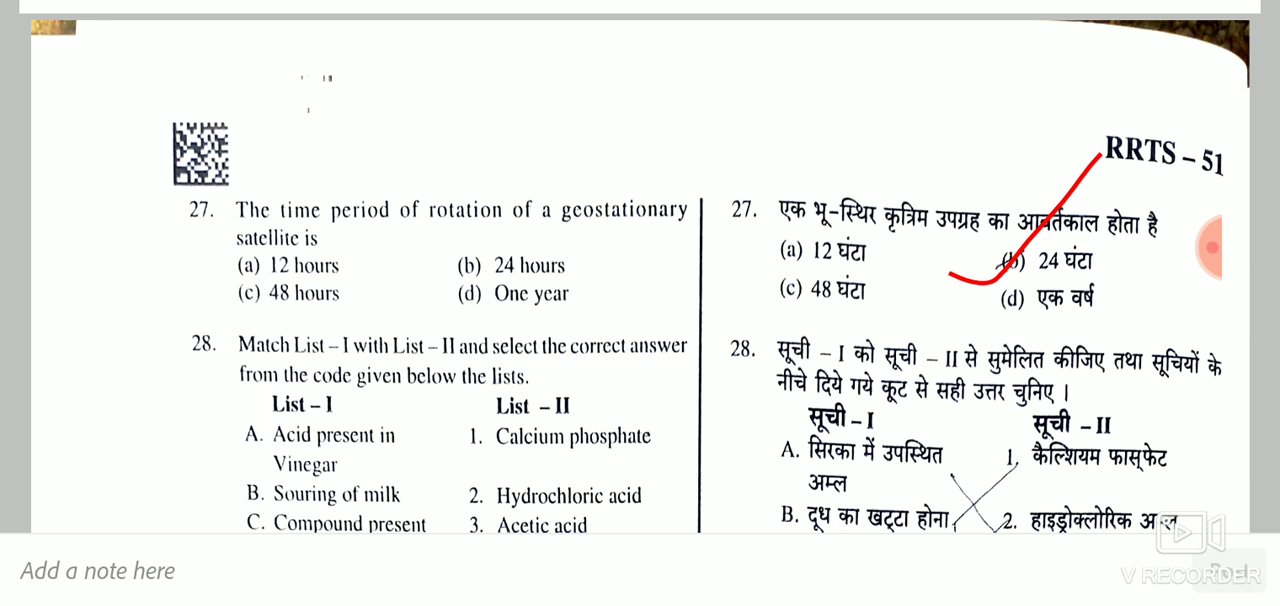 RRTS – 51
27. The time period of rotation of a geostationary
satellite is
(a) 12 hours (b) 24 hours
(c) 48 hours (d) One year
28. Match List – I with List – II and select the correct answer
from the code given below the lists.
List – I List – II
A. Acid present in 1. Calcium phosphate
Vinegar
B. Souring of milk 2. Hydrochloric acid
C. Compound present 3. Acetic acid
27. एक भू-स्थिर कृत्रिम उपग्रह का आवर्तकाल होता है
(a) 12 घंटा (b) 24 घंटा
(c) 48 घंटा (d) एक वर्ष
28. सूची – I को सूची – II से सुमेलित कीजिए तथा सूचियों के
नीचे दिये गये कूट से सही उत्तर चुनिए ।
सूची – I सूची – II
A. सिरका में उपस्थित 1. कैल्शियम फास्फेट
अम्ल
B. दूध का खट्टा होना 2. हाइड्रोक्लोरिक अम्ल
Add a note here
Post
V RECORDER